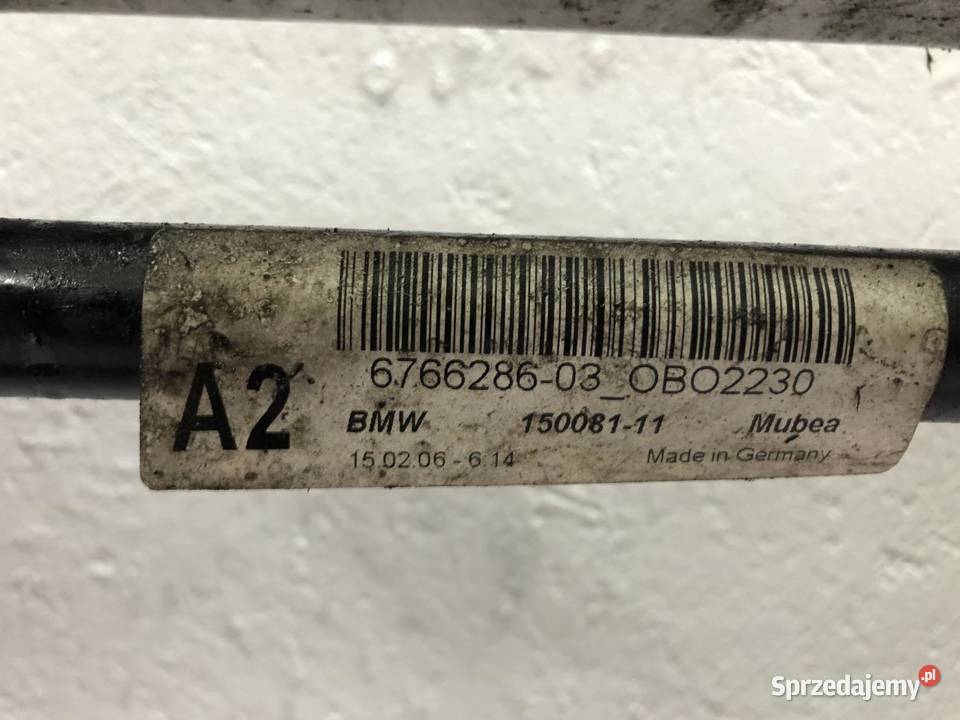 A2
6766286-03_OBO2230
BMW 150081-11 Mubea
15.02.06 - 6:14 Made in Germany
Sprzedajemy.pl